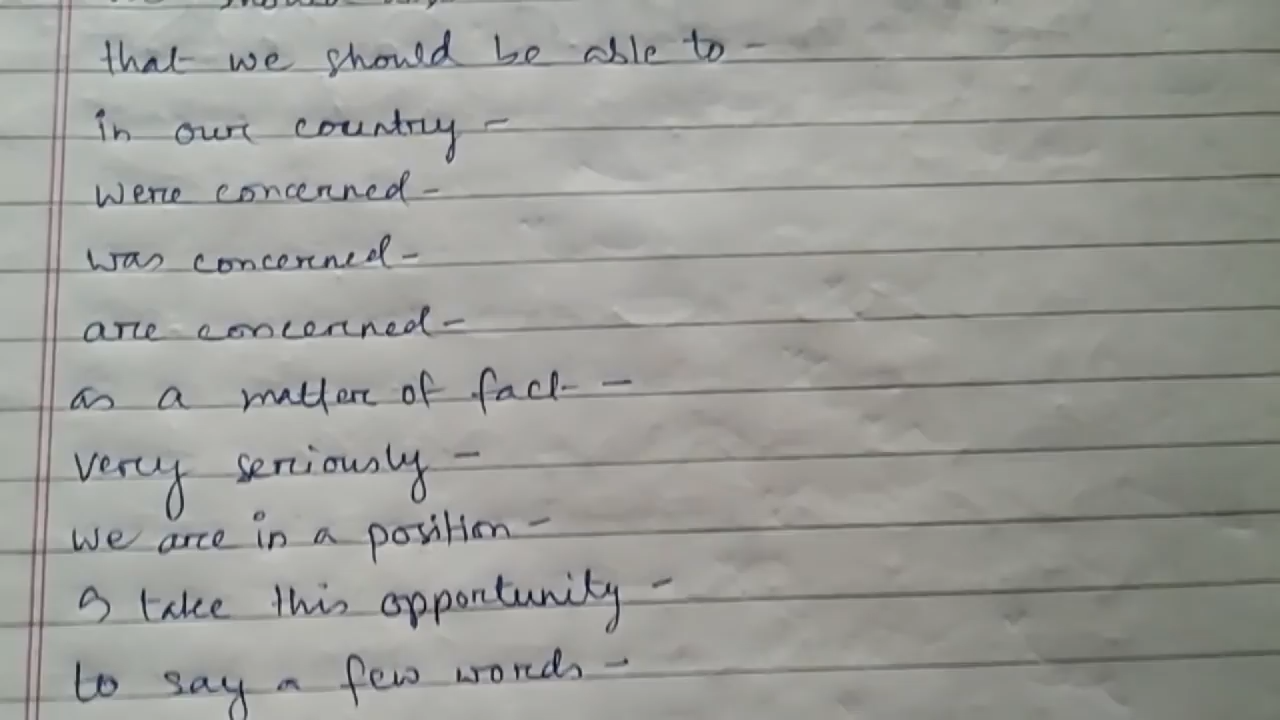 that we should be able to -
in our country -
were concerned -
was concerned -
are concerned -
as a matter of fact -
very seriously -
we are in a position -
I take this opportunity -
to say a few words -